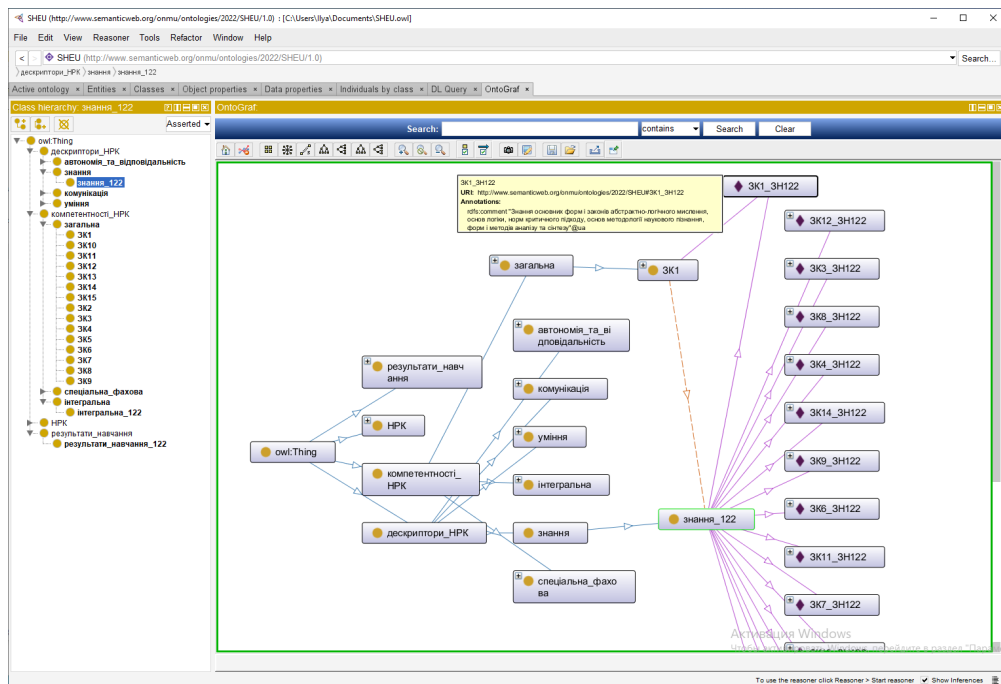 SHEU (http://www.semanticweb.org/onmu/ontologies/2022/SHEU/1.0) : [C:\Users\Ilya\Documents\SHEU.owl]
File Edit View Reasoner Tools Refactor Window Help
< > SHEU (http://www.semanticweb.org/onmu/ontologies/2022/SHEU/1.0) Search...
дескриптори_НРК знання знання_122
Active ontology × Entities × Classes × Object properties × Data properties × Individuals by class × DL Query × OntoGraf ×
Class hierarchy: знання_122
Asserted
owl:Thing
дескриптори_НРК
автономія_та_відповідальність
знання
знання_122
комунікація
уміння
компетентності_НРК
загальна
ЗК1
ЗК10
ЗК11
ЗК12
ЗК13
ЗК14
ЗК15
ЗК2
ЗК3
ЗК4
ЗК5
ЗК6
ЗК7
ЗК8
ЗК9
спеціальна_фахова
інтегральна
інтегральна_122
НРК
результати_навчання
результати_навчання_122
OntoGraf:
Search: contains Search Clear
ЗК1_ЗН122
URI: http://www.semanticweb.org/onmu/ontologies/2022/SHEU#ЗК1_ЗН122
Annotations:
rdfs:comment "Знання основних форм і законів абстрактно-логічного мислення,
основ логіки, норм критичного підходу, основ методології наукового пізнання,
форм і методів аналізу та сінтезу"@ua
ЗК1_ЗН122
ЗК12_ЗН122
загальна
ЗК1
ЗК3_ЗН122
ЗК8_ЗН122
автономія_та_ві
дповідальність
ЗК4_ЗН122
результати_навч
ання
комунікація
ЗК14_ЗН122
НРК
уміння
owl:Thing
ЗК9_ЗН122
компетентності_
НРК
інтегральна
ЗК6_ЗН122
знання_122
дескриптори_НРК
знання
ЗК11_ЗН122
спеціальна_фахо
ва
ЗК7_ЗН122
Активация Windows
To use the reasoner click Reasoner > Start reasoner Show Inferences